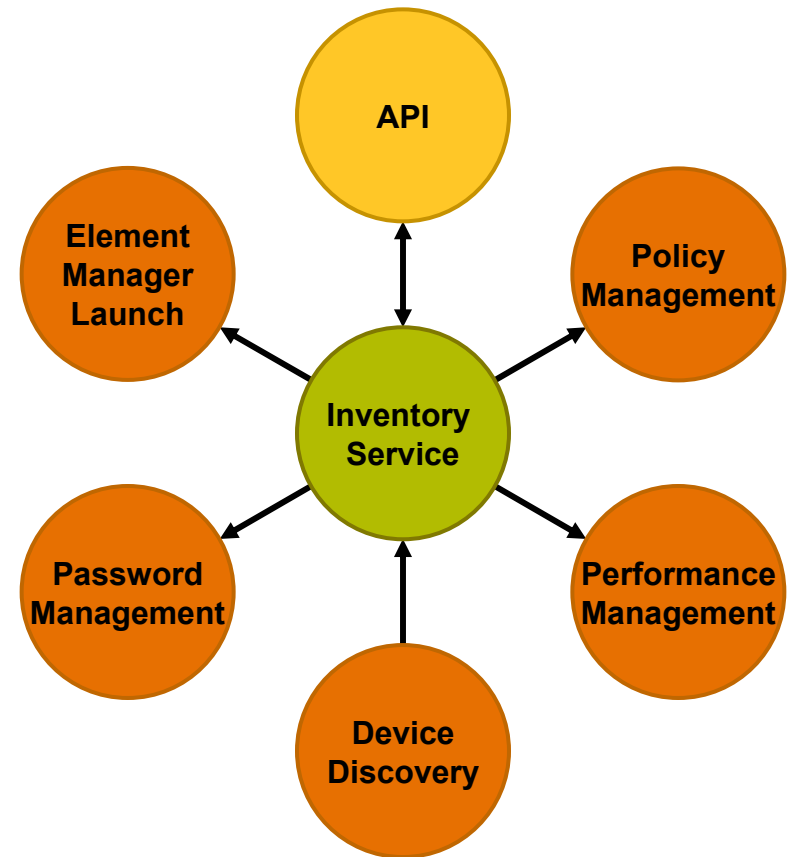 API
Element
Manager
Launch
Policy
Management
Inventory
Service
Password
Management
Performance
Management
Device
Discovery